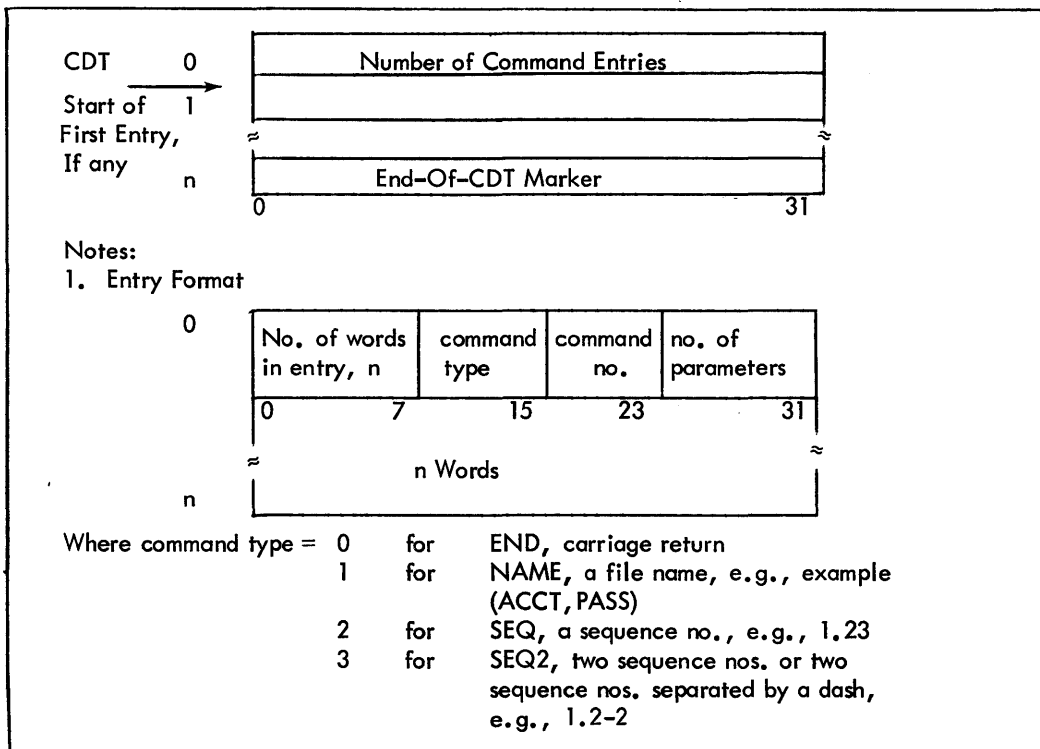 CDT 0 Number of Command Entries
Start of 1
First Entry,
If any
n End-Of-CDT Marker
0 31
Notes:
1. Entry Format
0 No. of words command command no. of
in entry, n type no. parameters
0 7 15 23 31
≈ n Words ≈
n
Where command type = 0 for END, carriage return
1 for NAME, a file name, e.g., example
(ACCT,PASS)
2 for SEQ, a sequence no., e.g., 1.23
3 for SEQ2, two sequence nos. or two
sequence nos. separated by a dash,
e.g., 1.2-2